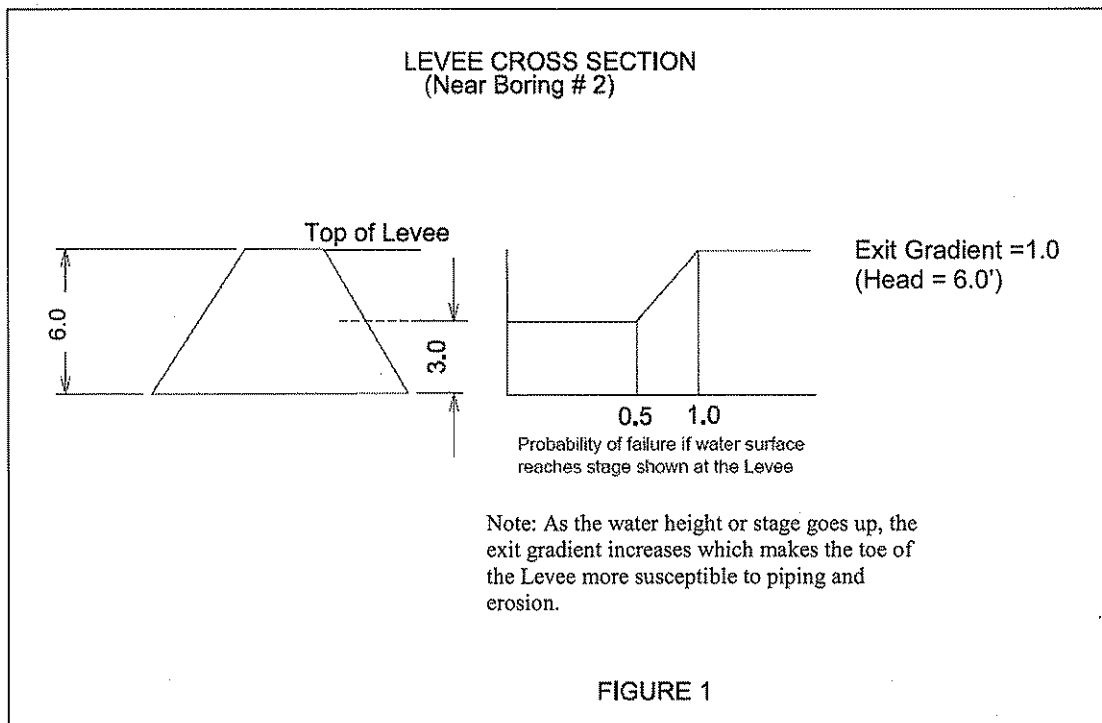 LEVEE CROSS SECTION
(Near Boring # 2)
Top of Levee
6.0
3.0
Exit Gradient =1.0
(Head = 6.0')
0.5 1.0
Probability of failure if water surface
reaches stage shown at the Levee
Note: As the water height or stage goes up, the
exit gradient increases which makes the toe of
the Levee more susceptible to piping and
erosion.
FIGURE 1